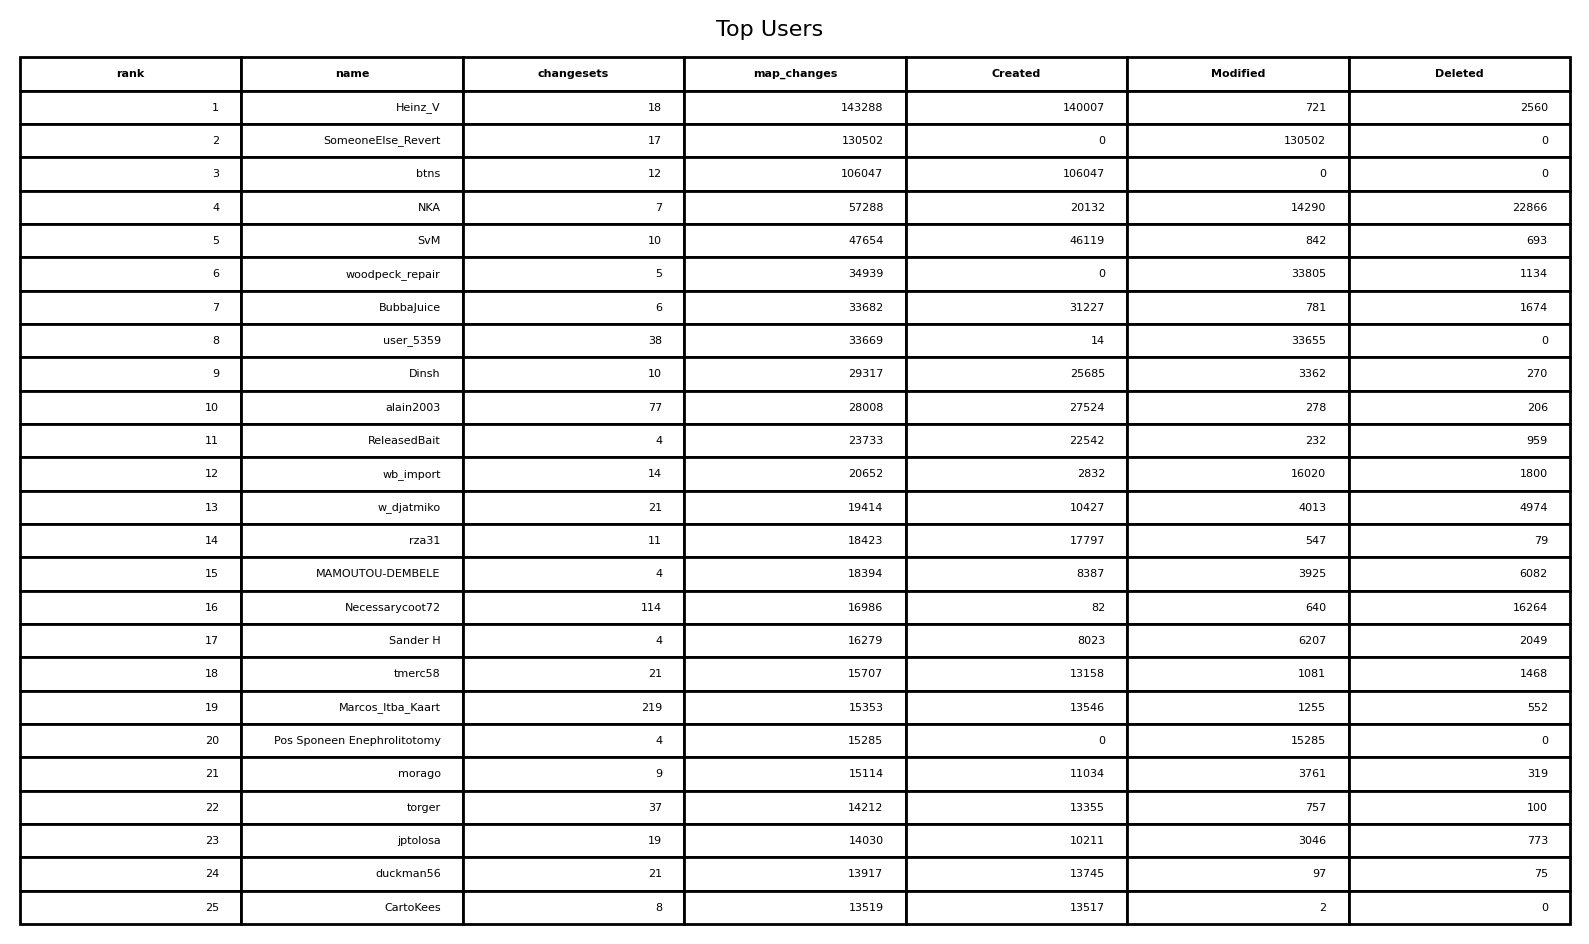 Top Users
rank name changesets map_changes Created Modified Deleted
1 Heinz_V 18 143288 140007 721 2560
2 SomeoneElse_Revert 17 130502 0 130502 0
3 btns 12 106047 106047 0 0
4 NKA 7 57288 20132 14290 22866
5 SvM 10 47654 46119 842 693
6 woodpeck_repair 5 34939 0 33805 1134
7 BubbaJuice 6 33682 31227 781 1674
8 user_5359 38 33669 14 33655 0
9 Dinsh 10 29317 25685 3362 270
10 alain2003 77 28008 27524 278 206
11 ReleasedBait 4 23733 22542 232 959
12 wb_import 14 20652 2832 16020 1800
13 w_djatmiko 21 19414 10427 4013 4974
14 rza31 11 18423 17797 547 79
15 MAMOUTOU-DEMBELE 4 18394 8387 3925 6082
16 Necessarycoot72 114 16986 82 640 16264
17 Sander H 4 16279 8023 6207 2049
18 tmerc58 21 15707 13158 1081 1468
19 Marcos_Itba_Kaart 219 15353 13546 1255 552
20 Pos Sponeen Enephrolitotomy 4 15285 0 15285 0
21 morago 9 15114 11034 3761 319
22 torger 37 14212 13355 757 100
23 jptolosa 19 14030 10211 3046 773
24 duckman56 21 13917 13745 97 75
25 CartoKees 8 13519 13517 2 0